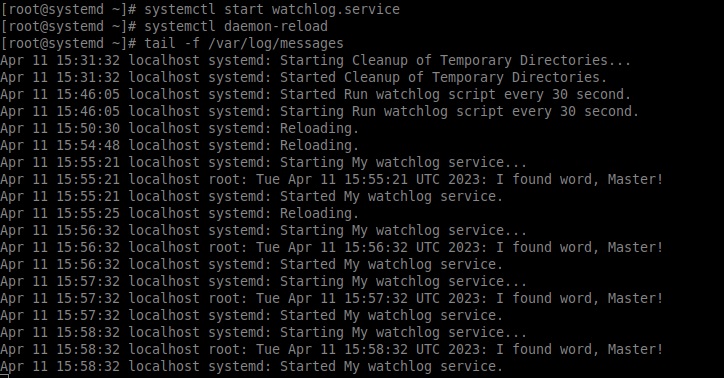 [root@systemd ~]# systemctl start watchlog.service
[root@systemd ~]# systemctl daemon-reload
[root@systemd ~]# tail -f /var/log/messages
Apr 11 15:31:32 localhost systemd: Starting Cleanup of Temporary Directories...
Apr 11 15:31:32 localhost systemd: Started Cleanup of Temporary Directories.
Apr 11 15:46:05 localhost systemd: Started Run watchlog script every 30 second.
Apr 11 15:46:05 localhost systemd: Starting Run watchlog script every 30 second.
Apr 11 15:50:30 localhost systemd: Reloading.
Apr 11 15:54:48 localhost systemd: Reloading.
Apr 11 15:55:21 localhost systemd: Starting My watchlog service...
Apr 11 15:55:21 localhost root: Tue Apr 11 15:55:21 UTC 2023: I found word, Master!
Apr 11 15:55:21 localhost systemd: Started My watchlog service.
Apr 11 15:55:25 localhost systemd: Reloading.
Apr 11 15:56:32 localhost systemd: Starting My watchlog service...
Apr 11 15:56:32 localhost root: Tue Apr 11 15:56:32 UTC 2023: I found word, Master!
Apr 11 15:56:32 localhost systemd: Started My watchlog service.
Apr 11 15:57:32 localhost systemd: Starting My watchlog service...
Apr 11 15:57:32 localhost root: Tue Apr 11 15:57:32 UTC 2023: I found word, Master!
Apr 11 15:57:32 localhost systemd: Started My watchlog service.
Apr 11 15:58:32 localhost systemd: Starting My watchlog service...
Apr 11 15:58:32 localhost root: Tue Apr 11 15:58:32 UTC 2023: I found word, Master!
Apr 11 15:58:32 localhost systemd: Started My watchlog service.